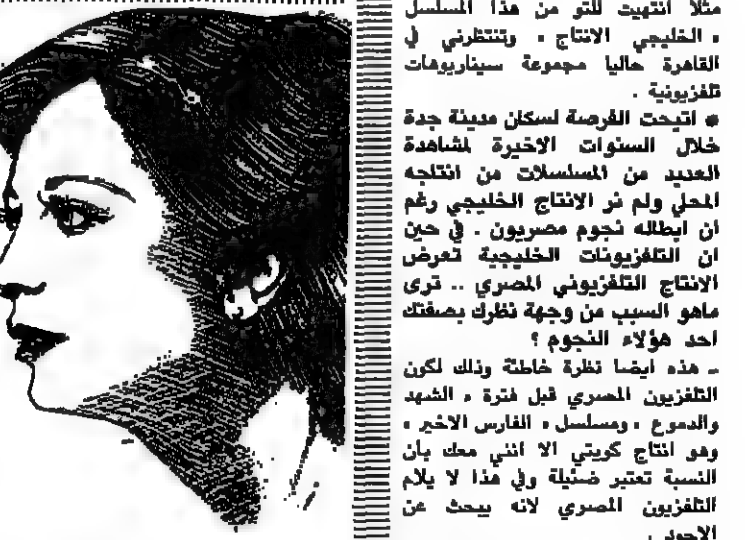 مثلا انتهيت للتو من هذا المسلسل
« الخليجي الانتاج » وتنتظرني في
القاهرة حاليا مجموعة سيناريوهات
تلفزيونية .
* اتيحت الفرصة لسكان مدينة جدة
خلال السنوات الاخيرة لمشاهدة
العديد من المسلسلات من انتاجه
المحلي ولم نر الانتاج الخليجي رغم
ان ابطاله نجوم مصريون . في حين
ان التلفزيونات الخليجية تعرض
الانتاج التلفزيوني المصري .. ترى
ماهو السبب من وجهة نظرك بصفتك
احد هؤلاء النجوم ؟
ــ هذه ايضا نظرة خاطئة وذلك لكون
التلفزيون المصري قبل فترة « الشهد
والدموع » ومسلسل « الفارس الاخير »
وهو انتاج كويتي الا انني معك بأن
النسبة تعتبر ضئيلة وفي هذا لا يلام
التلفزيون المصري لانه يبحث عن
الاجود .